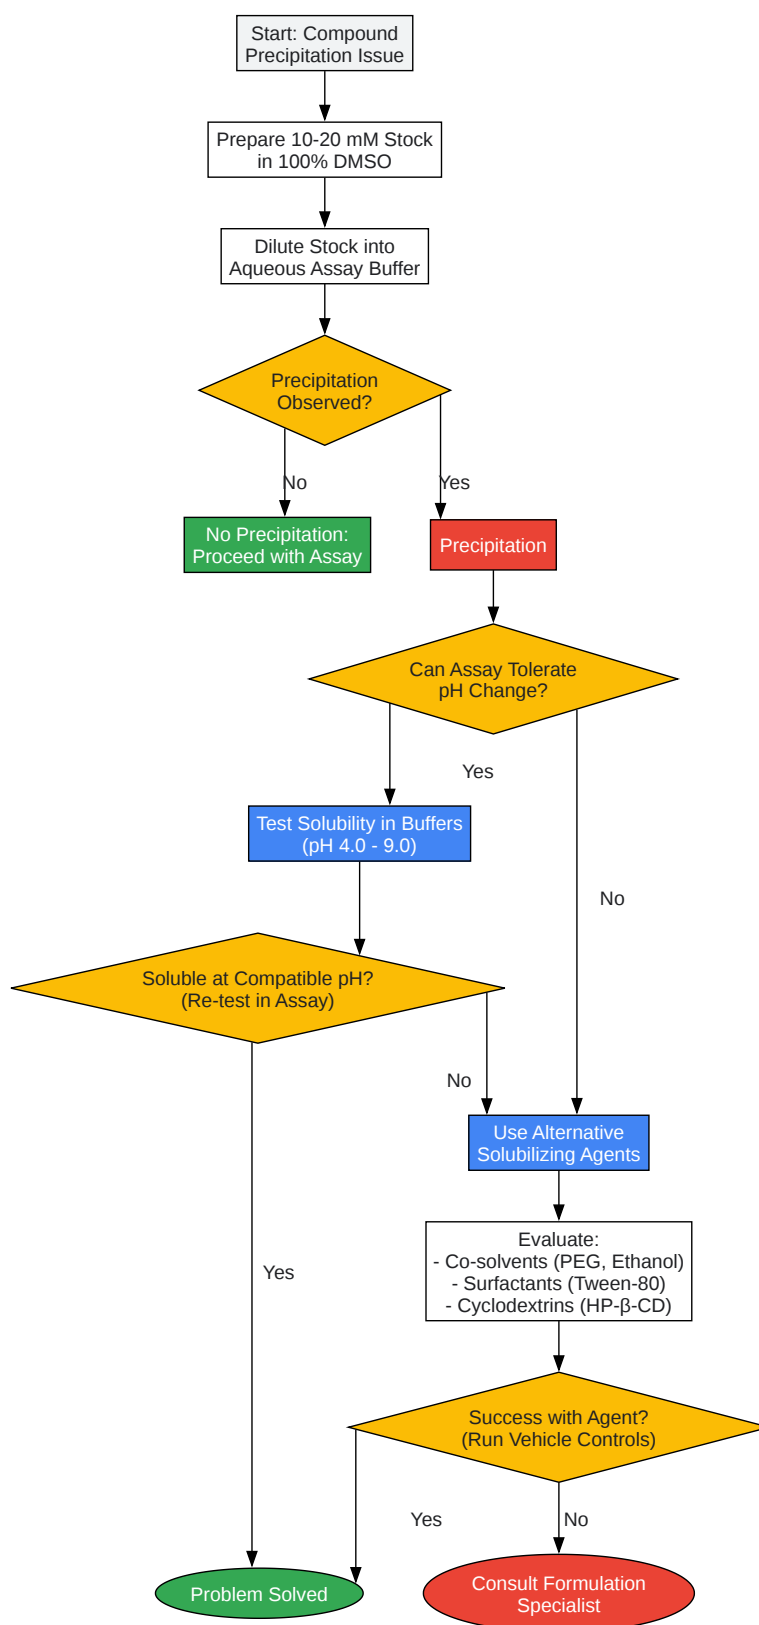 Start: Compound
Precipitation Issue
Prepare 10-20 mM Stock
in 100% DMSO
Dilute Stock into
Aqueous Assay Buffer
Precipitation
Observed?
No
Yes
No Precipitation:
Proceed with Assay
Precipitation
Can Assay Tolerate
pH Change?
Yes
Test Solubility in Buffers
(pH 4.0 - 9.0)
No
Soluble at Compatible pH?
(Re-test in Assay)
No
Use Alternative
Solubilizing Agents
Evaluate:
- Co-solvents (PEG, Ethanol)
- Surfactants (Tween-80)
- Cyclodextrins (HP-β-CD)
Yes
Success with Agent?
(Run Vehicle Controls)
Yes
No
Problem Solved
Consult Formulation
Specialist